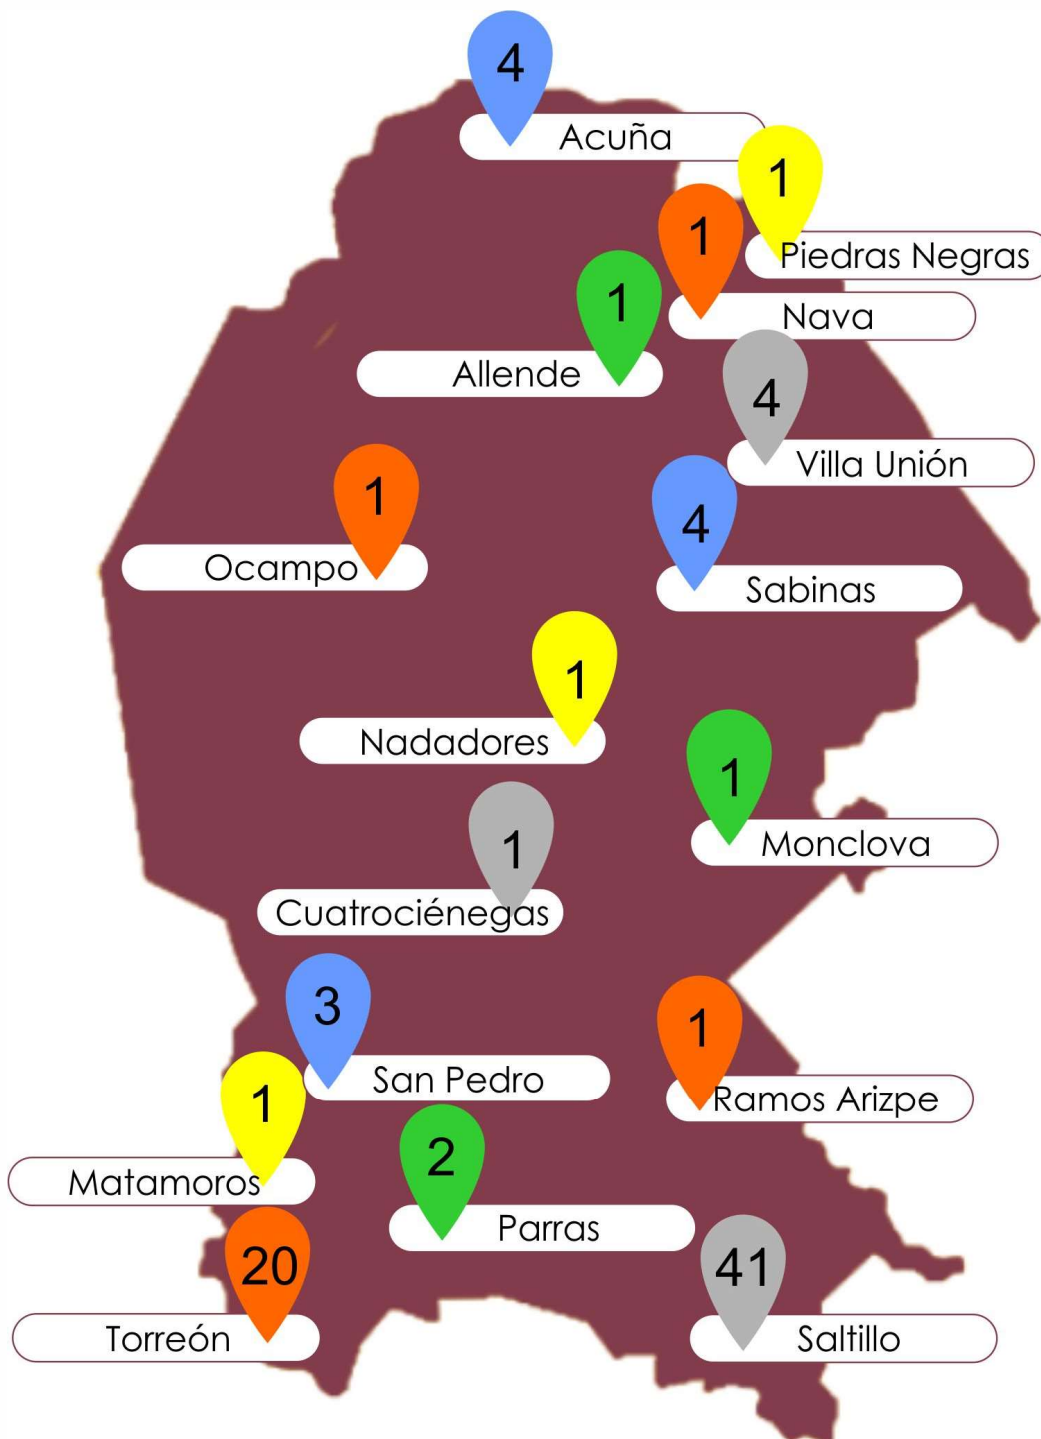 4
Acuña
1
Piedras Negras
1
Nava
1
Allende
4
Villa Unión
1
Ocampo
4
Sabinas
1
Nadadores
1
Monclova
1
Cuatrociénegas
3
San Pedro
1
Ramos Arizpe
1
Matamoros
2
Parras
20
Torreón
41
Saltillo